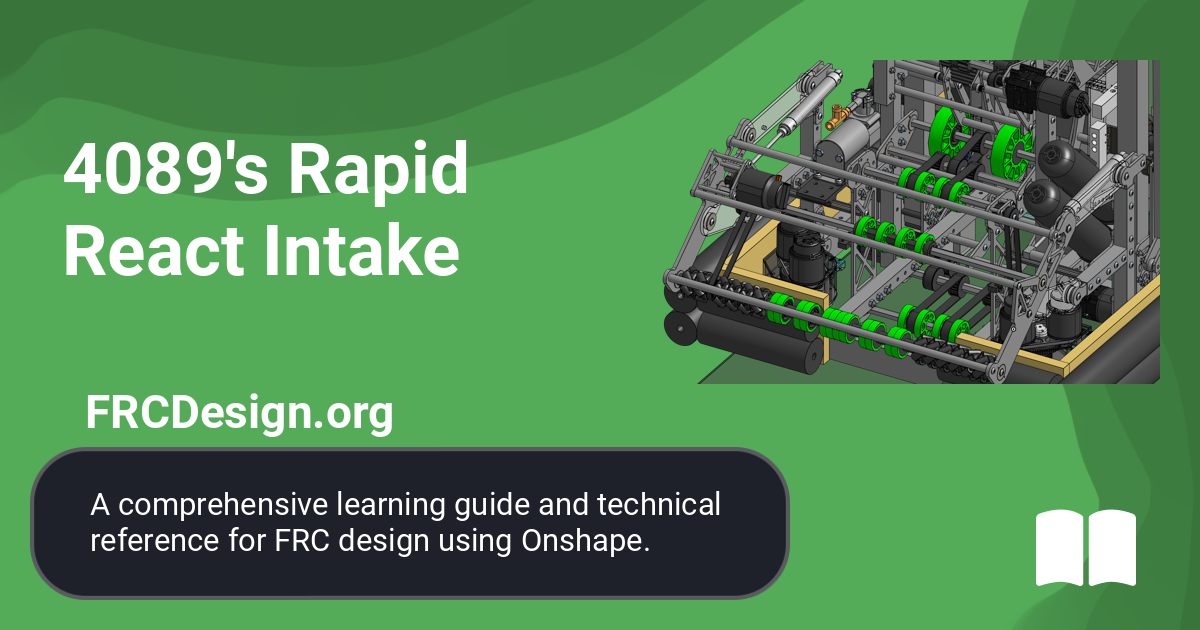 4089's Rapid
React Intake
FRCDesign.org
A comprehensive learning guide and technical
reference for FRC design using Onshape.